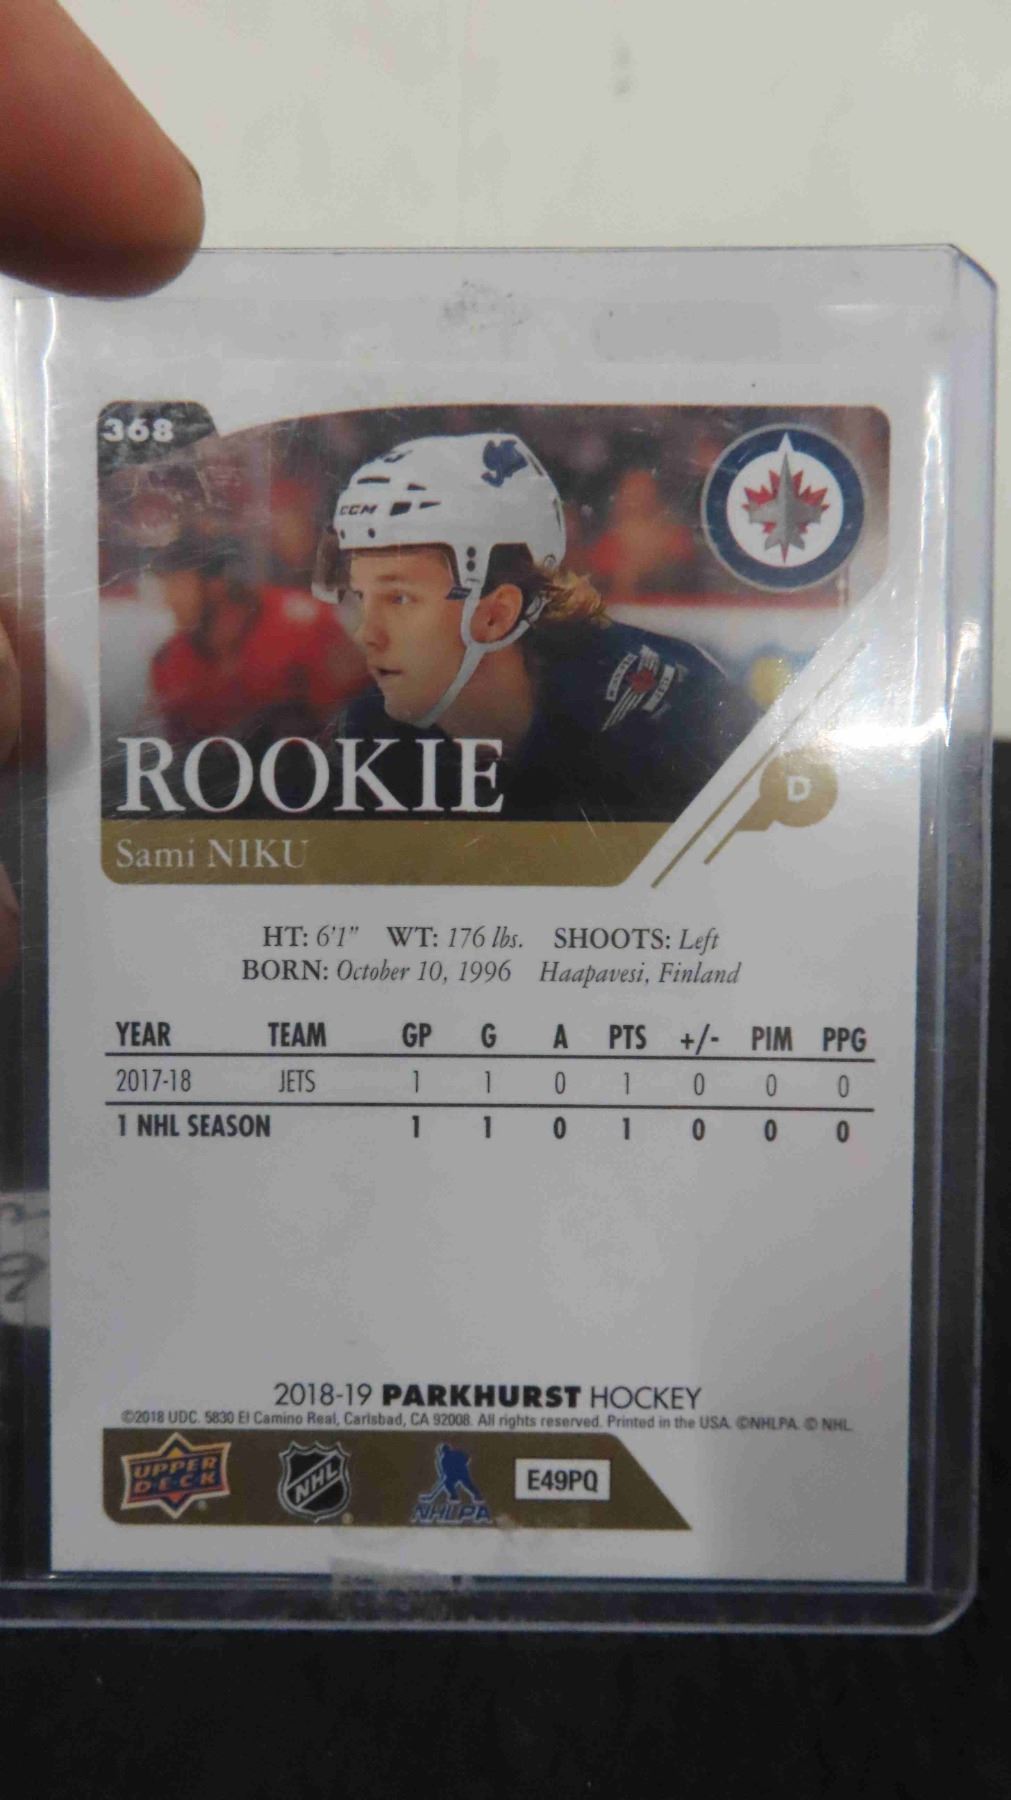 368
CCM
ROOKIE
D
Sami NIKU
HT: 6'1" WT: 176 lbs. SHOOTS: Left
BORN: October 10, 1996 Haapavesi, Finland
YEAR TEAM GP G A PTS +/- PIM PPG
2017-18 JETS 1 1 0 1 0 0 0
1 NHL SEASON 1 1 0 1 0 0 0
2018-19 PARKHURST HOCKEY
©2018 UDC. 5830 El Camino Real, Carlsbad, CA 92008. All rights reserved. Printed in the USA. ©NHLPA. © NHL.
UPPER DECK NHL NHLPA E49PQ